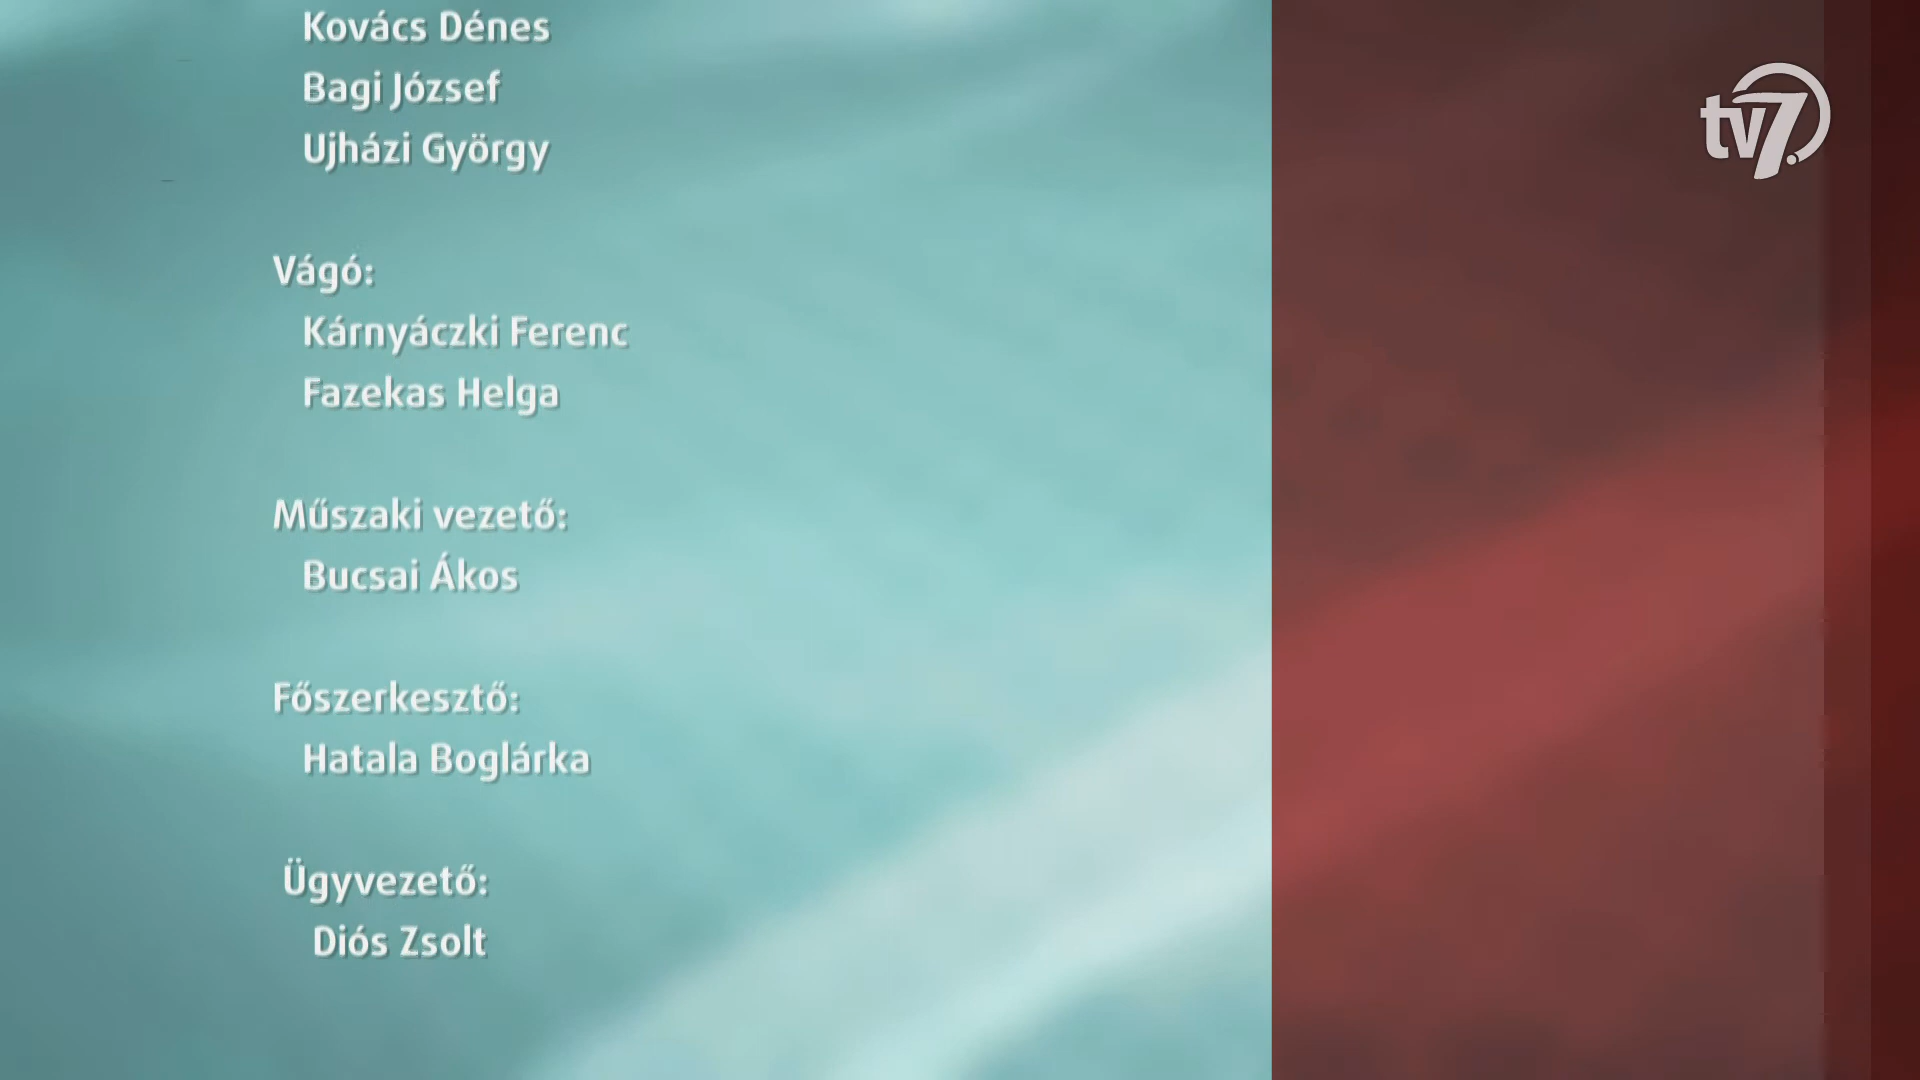 Kovács Dénes
Bagi József
Ujházi György
Vágó:
Kárnyáczki Ferenc
Fazekas Helga
Műszaki vezető:
Bucsai Ákos
Főszerkesztő:
Hatala Boglárka
Ügyvezető:
Diós Zsolt
tv7.